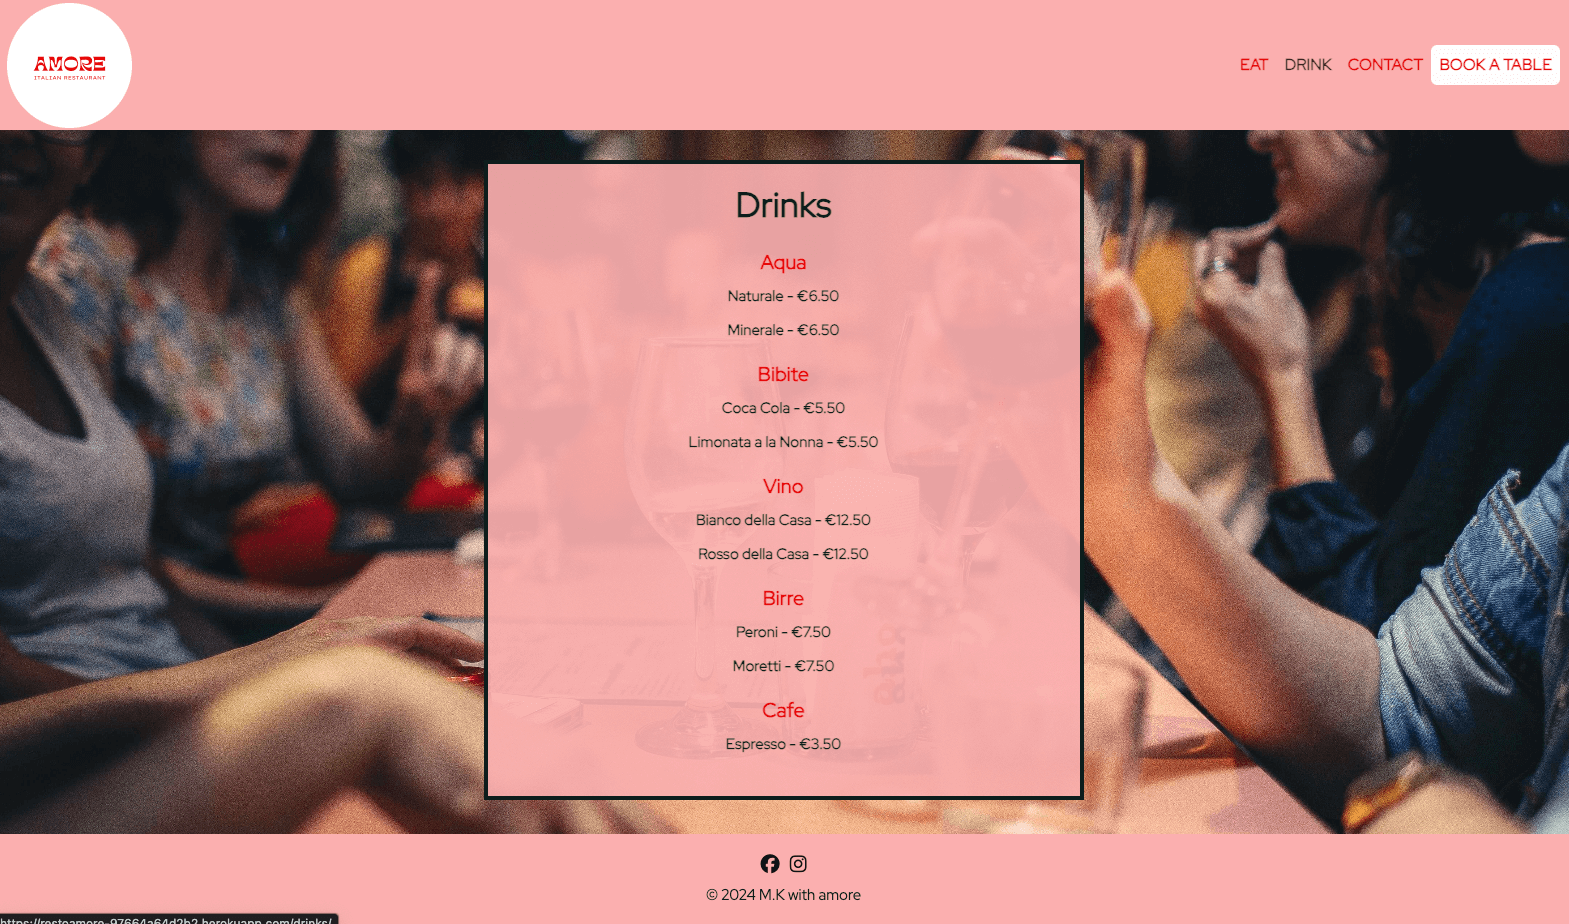 AMORE
ITALIAN RESTAURANT
EAT DRINK CONTACT BOOK A TABLE
Drinks
Aqua
Naturale - €6.50
Minerale - €6.50
Bibite
Coca Cola - €5.50
Limonata a la Nonna - €5.50
Vino
Bianco della Casa - €12.50
Rosso della Casa - €12.50
Birre
Peroni - €7.50
Moretti - €7.50
Cafe
Espresso - €3.50
© 2024 M.K with amore
https://restoamore-97664a64d2b2.herokuapp.com/drinks/